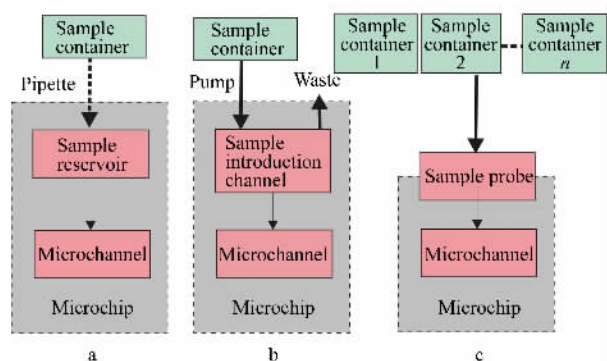 Sample
container
Pipette
Sample
reservoir
Microchannel
Microchip
a
Sample
container
Pump
Waste
Sample
introduction
channel
Microchannel
Microchip
b
Sample
container
1
Sample
container
2
Sample
container
n
Sample probe
Microchannel
Microchip
c